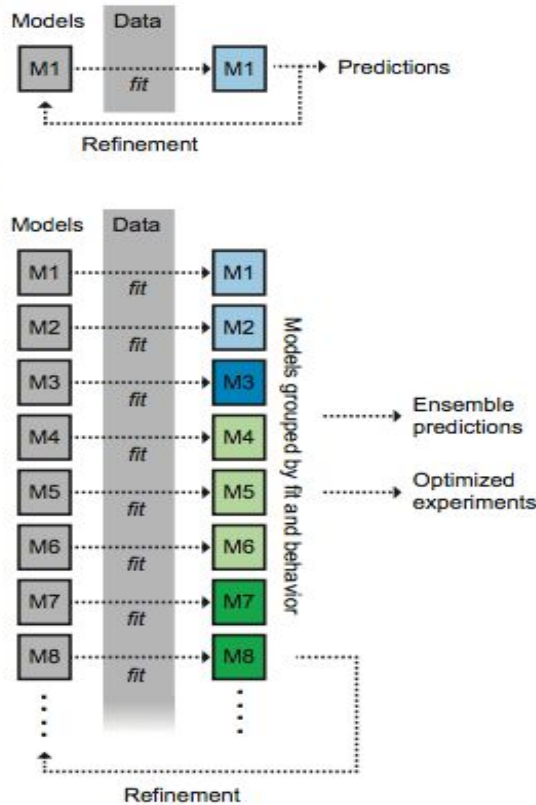 Models Data
M1 fit M1 Predictions
Refinement
Models Data
M1 fit M1
M2 fit M2
M3 fit M3
M4 fit M4
M5 fit M5
M6 fit M6
M7 fit M7
M8 fit M8
Models grouped by fit and behavior
Ensemble
predictions
Optimized
experiments
Refinement